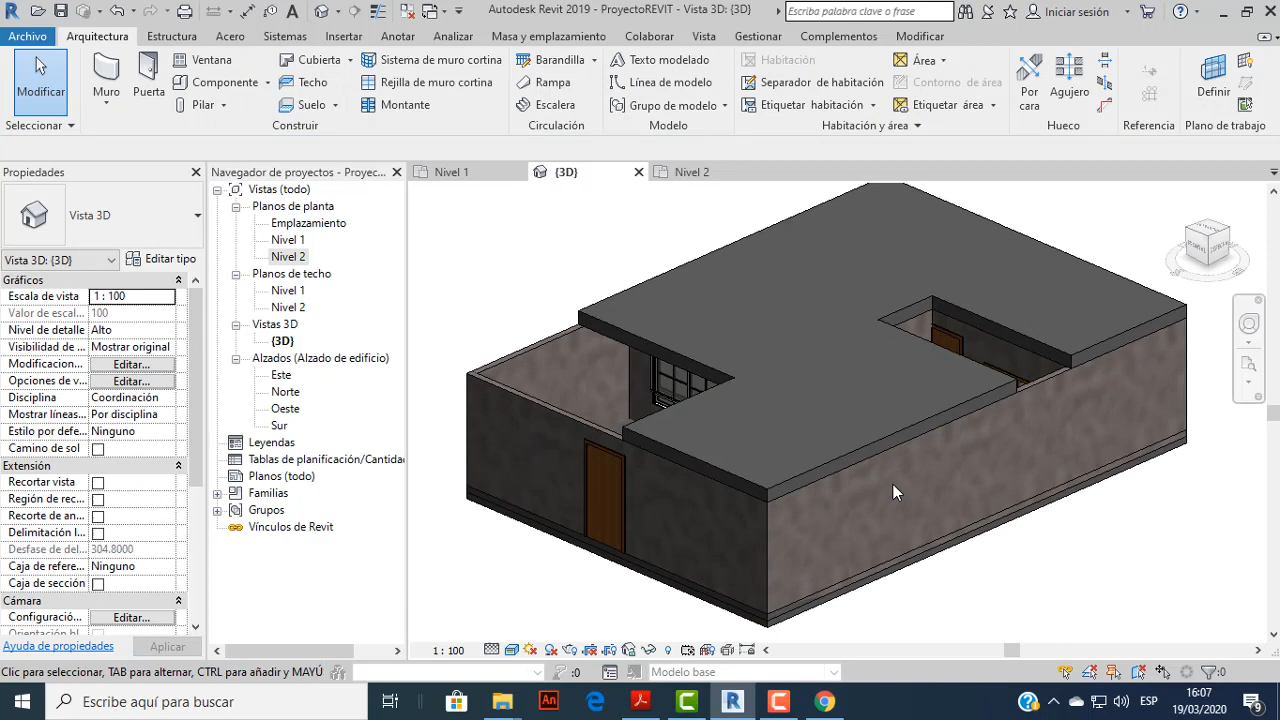 Autodesk Revit 2019 - ProyectoREVIT - Vista 3D: {3D}
Escriba palabra clave o frase
Iniciar sesión
Archivo
Arquitectura
Estructura
Acero
Sistemas
Insertar
Anotar
Analizar
Masa y emplazamiento
Colaborar
Vista
Gestionar
Complementos
Modificar
Modificar
Muro
Puerta
Ventana
Componente
Pilar
Cubierta
Techo
Suelo
Sistema de muro cortina
Rejilla de muro cortina
Montante
Barandilla
Rampa
Escalera
Texto modelado
Línea de modelo
Grupo de modelo
Habitación
Separador de habitación
Etiquetar habitación
Área
Contorno de área
Etiquetar área
Por cara
Agujero
Definir
Seleccionar
Construir
Circulación
Modelo
Habitación y área
Hueco
Referencia
Plano de trabajo
Propiedades
Vista 3D
Vista 3D: {3D}
Editar tipo
Gráficos
Escala de vista 1 : 100
Valor de escal... 100
Nivel de detalle Alto
Visibilidad de ... Mostrar original
Modificacion... Editar...
Opciones de v... Editar...
Disciplina Coordinación
Mostrar líneas... Por disciplina
Estilo por defe... Ninguno
Camino de sol
Extensión
Recortar vista
Región de rec...
Recorte de an...
Delimitación l...
Desfase de del... 304.8000
Caja de refere... Ninguno
Caja de sección
Cámara
Configuració... Editar...
Ayuda de propiedades
Aplicar
Navegador de proyectos - Proyec...
Vistas (todo)
Planos de planta
Emplazamiento
Nivel 1
Nivel 2
Planos de techo
Nivel 1
Nivel 2
Vistas 3D
{3D}
Alzados (Alzado de edificio)
Este
Norte
Oeste
Sur
Leyendas
Tablas de planificación/Cantida
Planos (todo)
Familias
Grupos
Vínculos de Revit
Nivel 1
{3D}
Nivel 2
1 : 100
Clic para seleccionar, TAB para alternar, CTRL para añadir y MAYÚ
:0
Modelo base
:0
Escribe aquí para buscar
ESP
16:07
19/03/2020